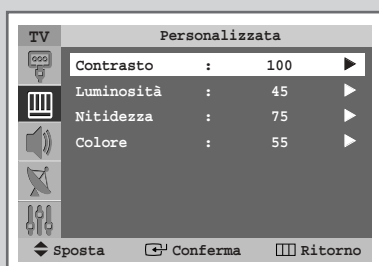 TV Personalizzata
Contrasto : 100 ▶
Luminosità : 45 ▶
Nitidezza : 75 ▶
Colore : 55 ▶
Sposta Conferma Ritorno